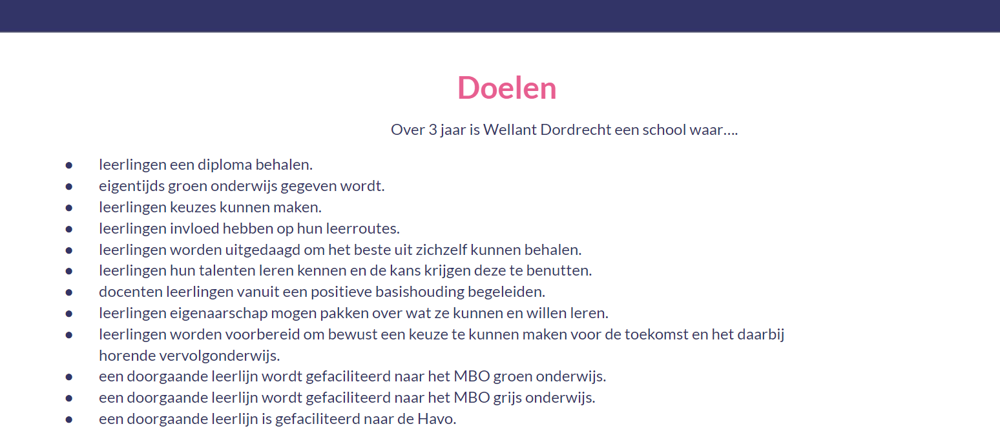 Doelen
Over 3 jaar is Wellant Dordrecht een school waar….
● leerlingen een diploma behalen.
● eigentijds groen onderwijs gegeven wordt.
● leerlingen keuzes kunnen maken.
● leerlingen invloed hebben op hun leerroutes.
● leerlingen worden uitgedaagd om het beste uit zichzelf kunnen behalen.
● leerlingen hun talenten leren kennen en de kans krijgen deze te benutten.
● docenten leerlingen vanuit een positieve basishouding begeleiden.
● leerlingen eigenaarschap mogen pakken over wat ze kunnen en willen leren.
● leerlingen worden voorbereid om bewust een keuze te kunnen maken voor de toekomst en het daarbij
horende vervolgonderwijs.
● een doorgaande leerlijn wordt gefaciliteerd naar het MBO groen onderwijs.
● een doorgaande leerlijn wordt gefaciliteerd naar het MBO grijs onderwijs.
● een doorgaande leerlijn is gefaciliteerd naar de Havo.